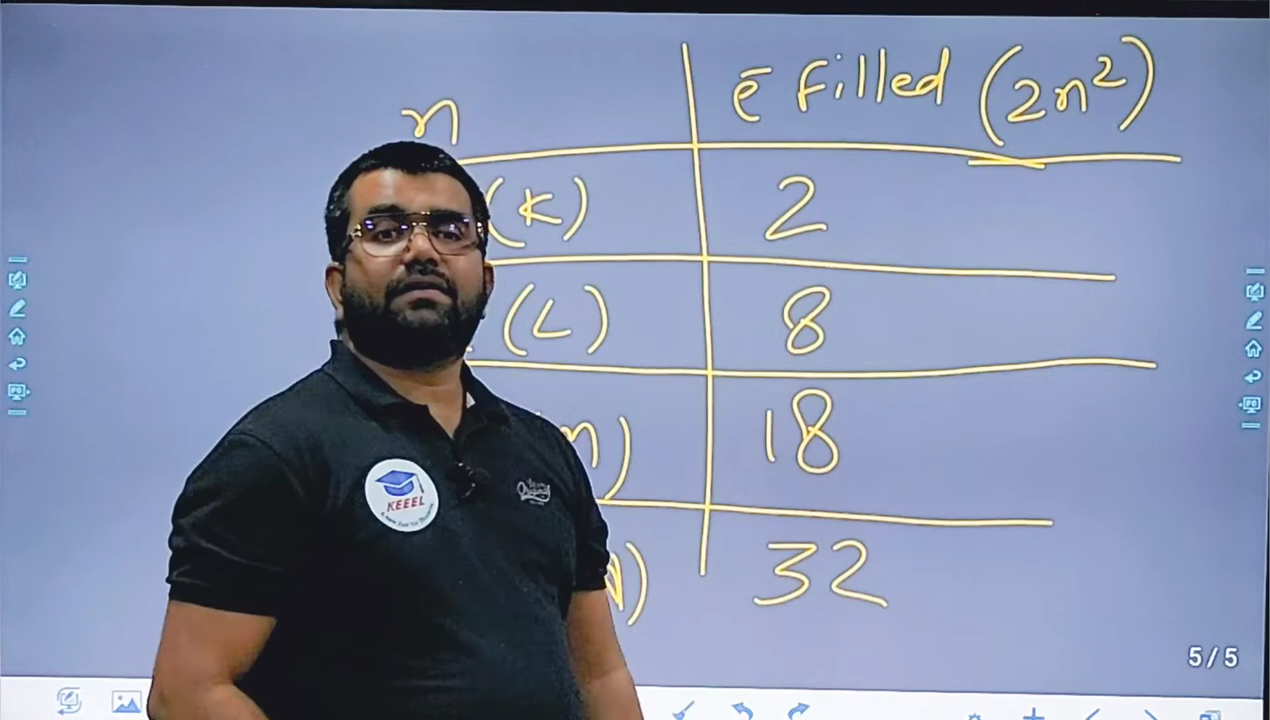 n ē filled (2n²)
(K) 2
(L) 8
(m) 18
(N) 32
KEEEL
5/5